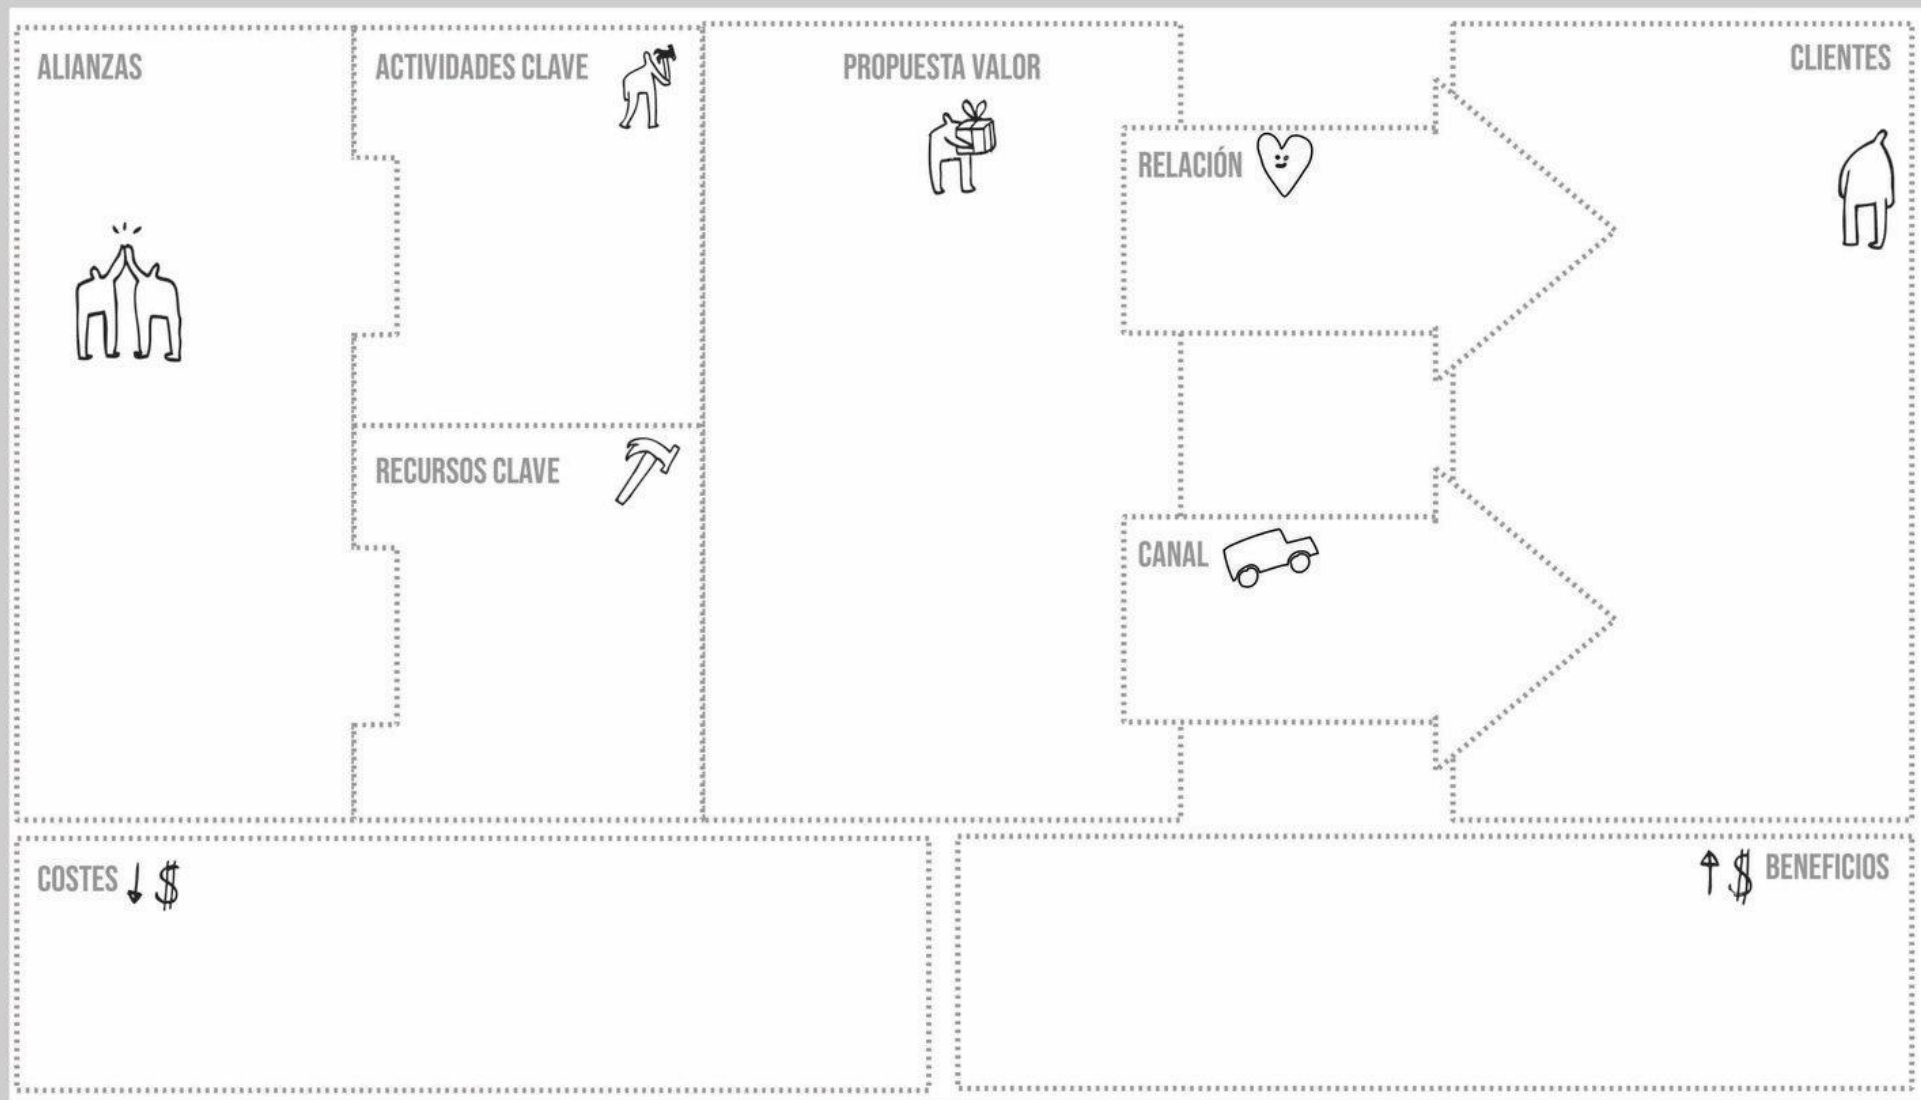 ALIANZAS
ACTIVIDADES CLAVE
PROPUESTA VALOR
CLIENTES
RELACIÓN
RECURSOS CLAVE
CANAL
COSTES $
$ BENEFICIOS